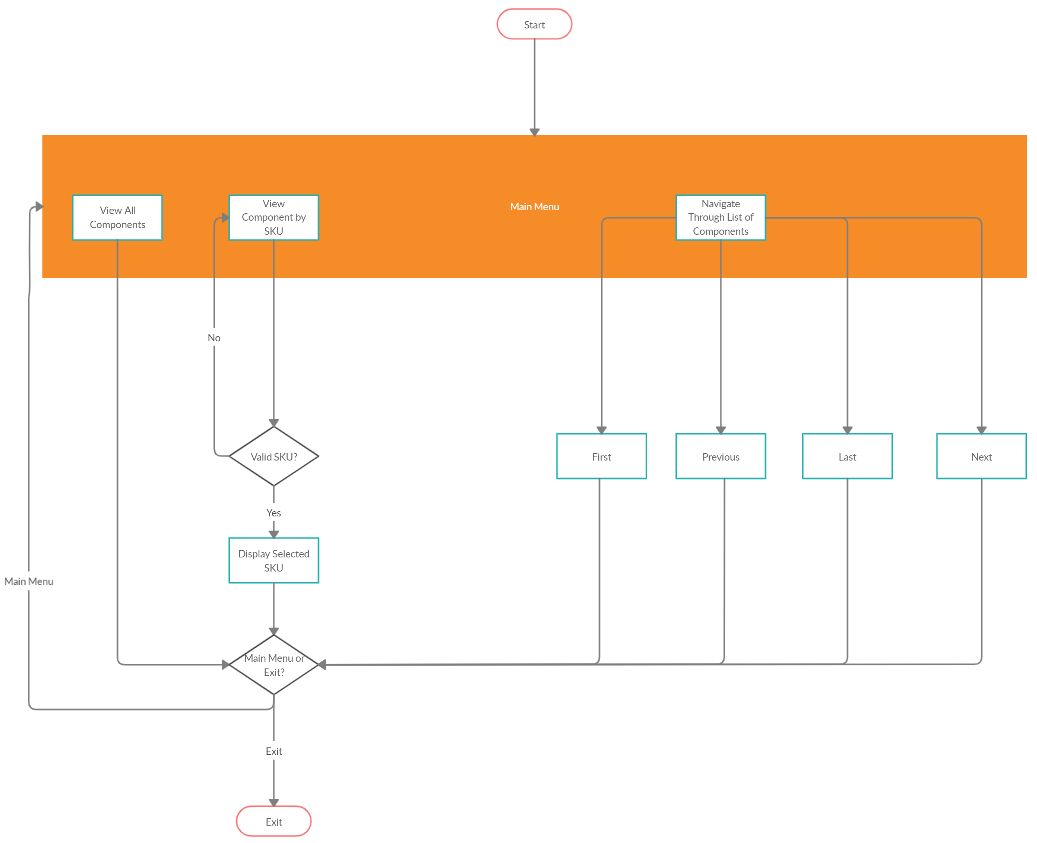 Start
View All
Components
View
Component by
SKU
Main Menu
Navigate
Through List of
Components
No
Valid SKU?
First
Previous
Last
Next
Yes
Display Selected
SKU
Main Menu
Main Menu or
Exit?
Exit
Exit